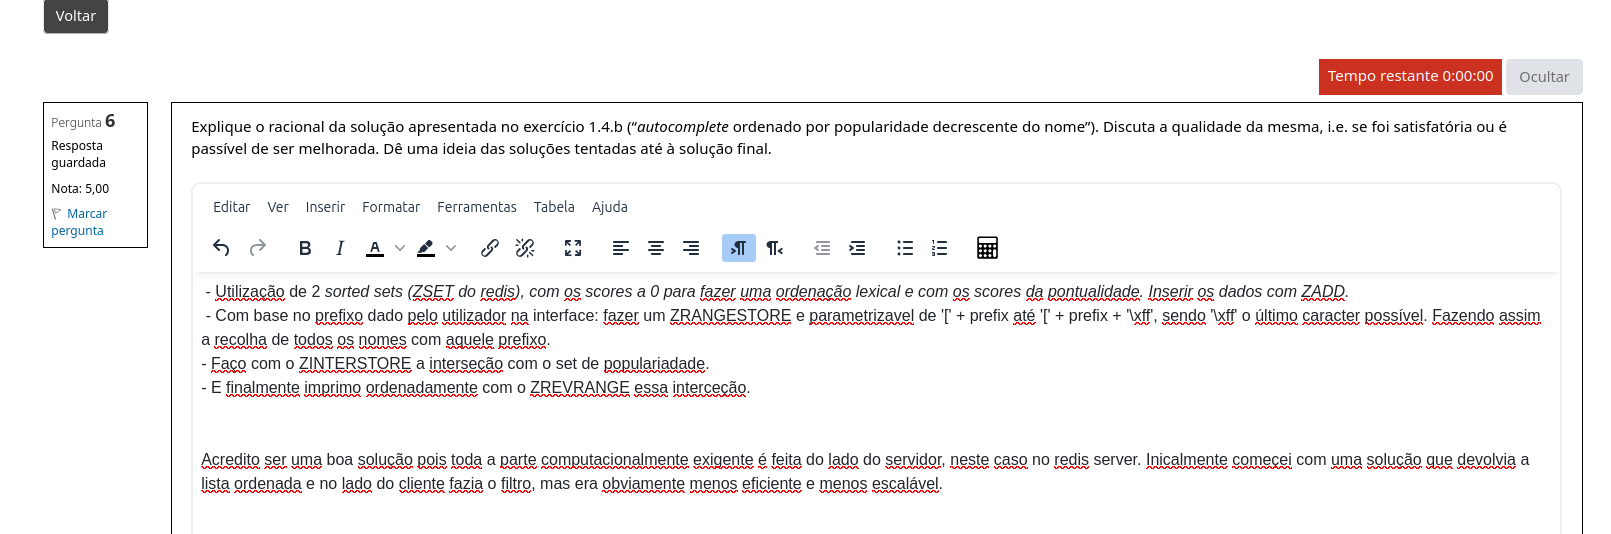 Voltar
Tempo restante 0:00:00
Ocultar
Pergunta 6
Resposta
guardada
Nota: 5,00
Marcar
pergunta
Explique o racional da solução apresentada no exercício 1.4.b (“autocomplete ordenado por popularidade decrescente do nome”). Discuta a qualidade da mesma, i.e. se foi satisfatória ou é
passível de ser melhorada. Dê uma ideia das soluções tentadas até à solução final.
Editar Ver Inserir Formatar Ferramentas Tabela Ajuda
- Utilização de 2 sorted sets (ZSET do redis), com os scores a 0 para fazer uma ordenação lexical e com os scores da pontualidade. Inserir os dados com ZADD.
- Com base no prefixo dado pelo utilizador na interface: fazer um ZRANGESTORE e parametrizavel de '[' + prefix até '[' + prefix + '\xff', sendo '\xff' o último caracter possível. Fazendo assim
a recolha de todos os nomes com aquele prefixo.
- Faço com o ZINTERSTORE a interseção com o set de populariadade.
- E finalmente imprimo ordenadamente com o ZREVRANGE essa interceção.
Acredito ser uma boa solução pois toda a parte computacionalmente exigente é feita do lado do servidor, neste caso no redis server. Inicalmente começei com uma solução que devolvia a
lista ordenada e no lado do cliente fazia o filtro, mas era obviamente menos eficiente e menos escalável.